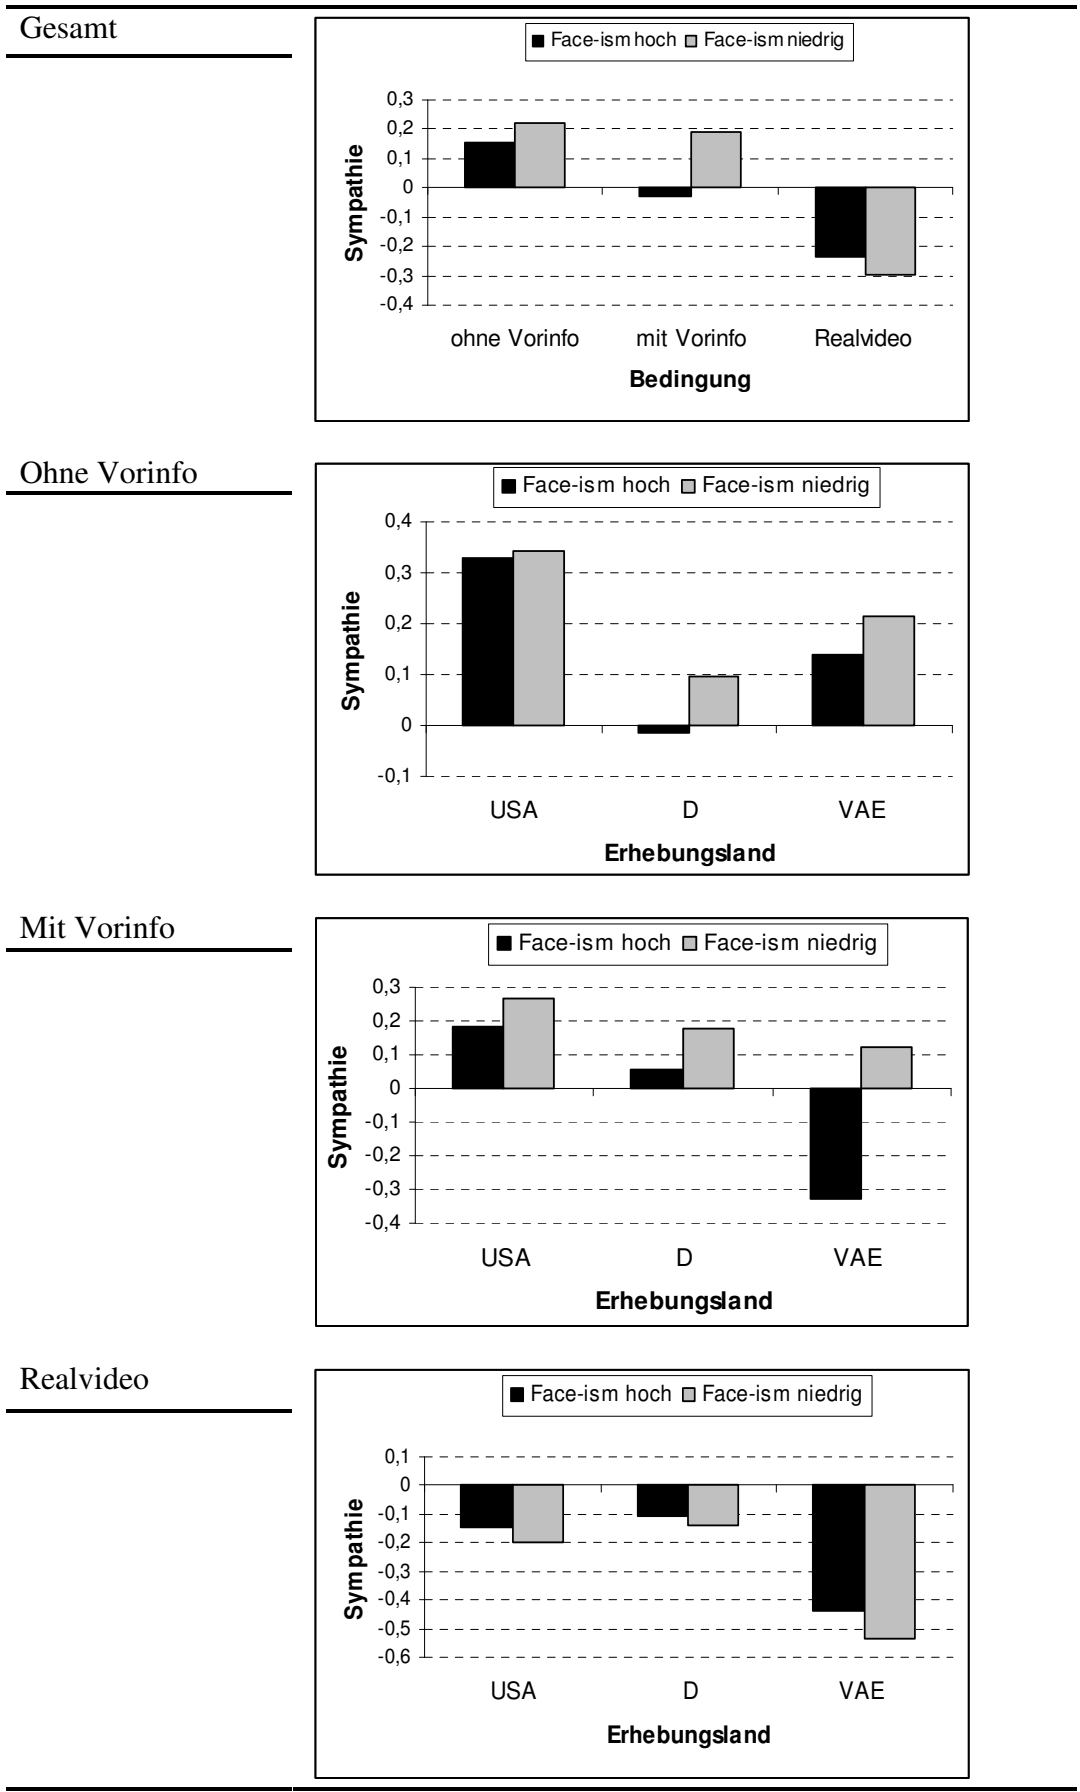 Gesamt
Face-ism hoch Face-ism niedrig
0,3
0,2
0,1
0
-0,1
-0,2
-0,3
-0,4
Sympathie
ohne Vorinfo mit Vorinfo Realvideo
Bedingung
Ohne Vorinfo
Face-ism hoch Face-ism niedrig
0,4
0,3
0,2
0,1
0
-0,1
Sympathie
USA D VAE
Erhebungsland
Mit Vorinfo
Face-ism hoch Face-ism niedrig
0,3
0,2
0,1
0
-0,1
-0,2
-0,3
-0,4
Sympathie
USA D VAE
Erhebungsland
Realvideo
Face-ism hoch Face-ism niedrig
0,1
0
-0,1
-0,2
-0,3
-0,4
-0,5
-0,6
Sympathie
USA D VAE
Erhebungsland